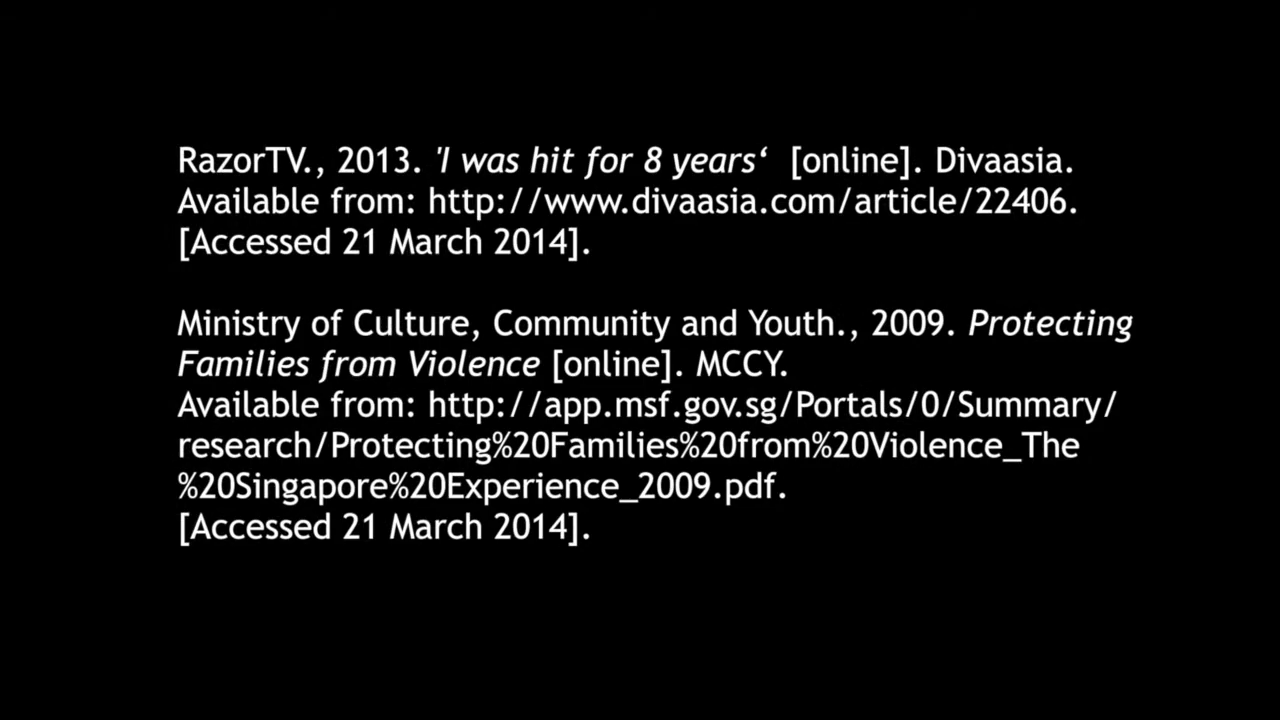 RazorTV., 2013. 'I was hit for 8 years‘ [online]. Divaasia.
Available from: http://www.divaasia.com/article/22406.
[Accessed 21 March 2014].
Ministry of Culture, Community and Youth., 2009. Protecting
Families from Violence [online]. MCCY.
Available from: http://app.msf.gov.sg/Portals/0/Summary/
research/Protecting%20Families%20from%20Violence_The
%20Singapore%20Experience_2009.pdf.
[Accessed 21 March 2014].